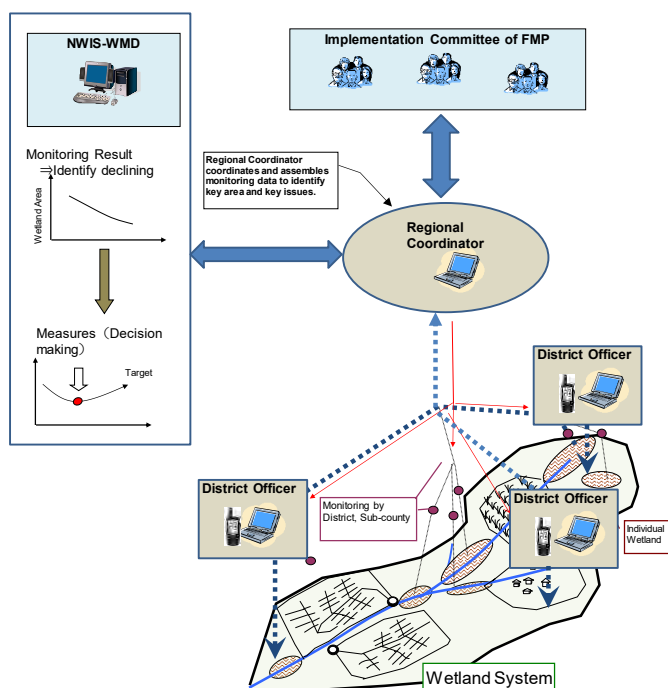 NWIS-WMD
Monitoring Result
⇒Identify declining
Wetland Area
Measures（Decision
making）
Target
Implementation Committee of FMP
Regional Coordinator
coordinates and assembles
monitoring data to identify
key area and key issues.
Regional
Coordinator
District Officer
District Officer
Monitoring by
District, Sub-county
District Officer
Individual
Wetland
Wetland System